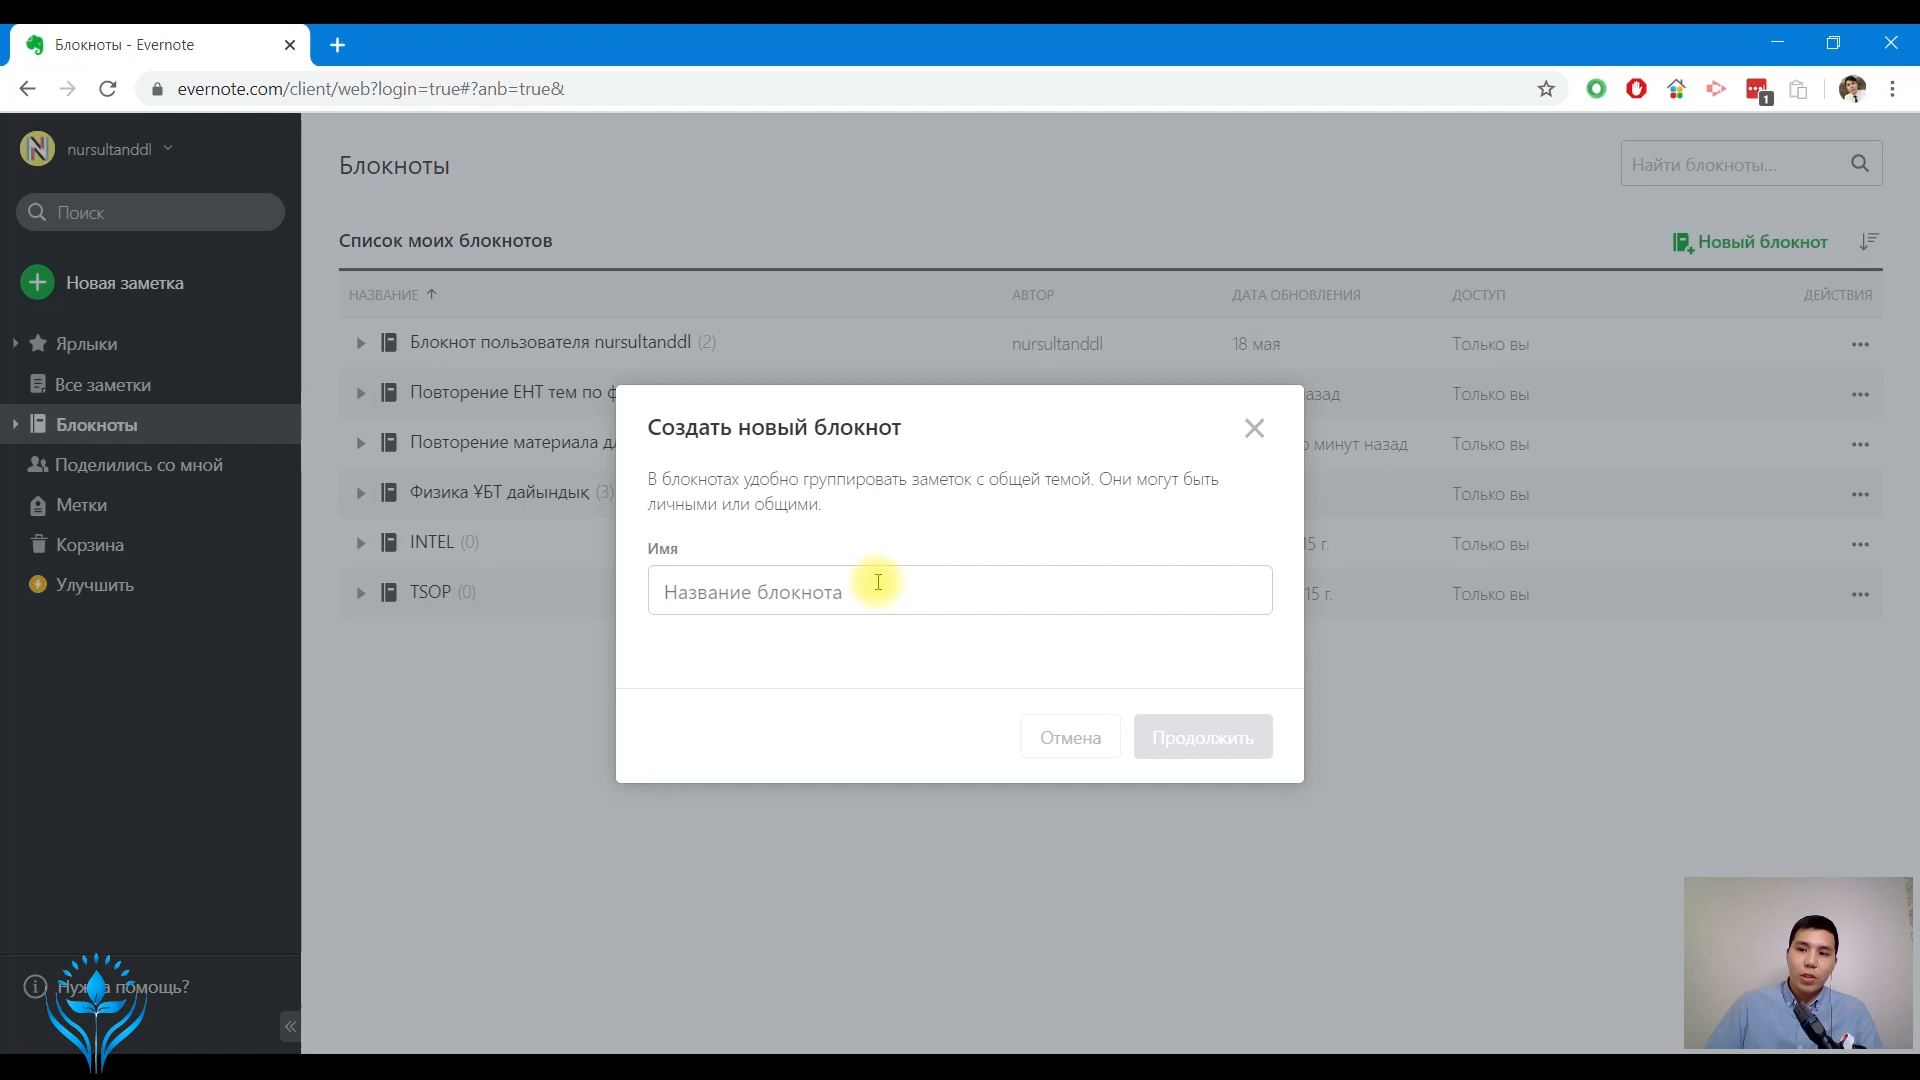 Блокноты - Evernote
evernote.com/client/web?login=true#?anb=true&
1
nursultanddl
Поиск
Новая заметка
Ярлыки
Все заметки
Блокноты
Поделились со мной
Метки
Корзина
Улучшить
помощь?
Блокноты
Найти блокноты...
Список моих блокнотов
Новый блокнот
НАЗВАНИЕ АВТОР ДАТА ОБНОВЛЕНИЯ ДОСТУП ДЕЙСТВИЯ
Блокнот пользователя nursultanddl (2) nursultanddl 18 мая Только вы
Повторение ЕНТ тем по Только вы
Повторение материала минут назад Только вы
Физика ҰБТ дайындық (3) Только вы
INTEL (0) г. Только вы
TSOP (0) г. Только вы
Создать новый блокнот
В блокнотах удобно группировать заметок с общей темой. Они могут быть
личными или общими.
Имя
Название блокнота
Отмена
Продолжить